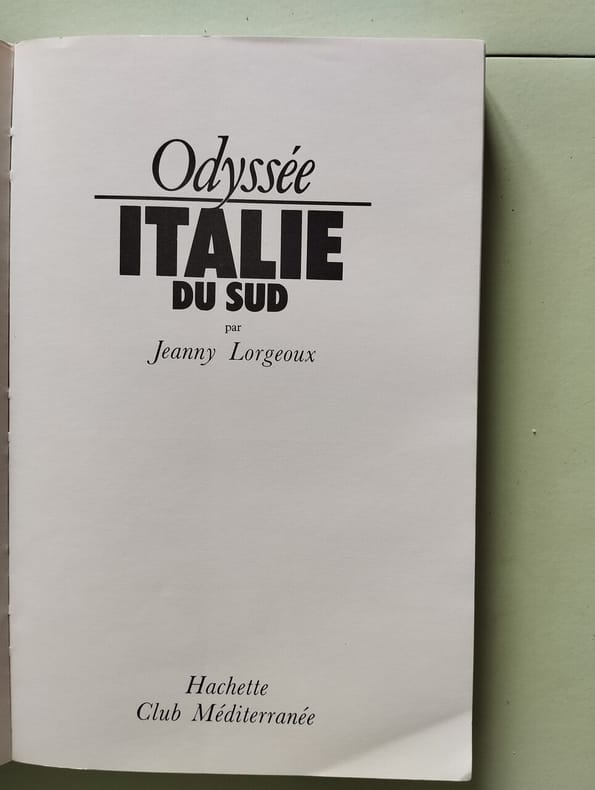 Odyssée
ITALIE
DU SUD
par
Jeanny Lorgeoux
Hachette
Club Méditerranée